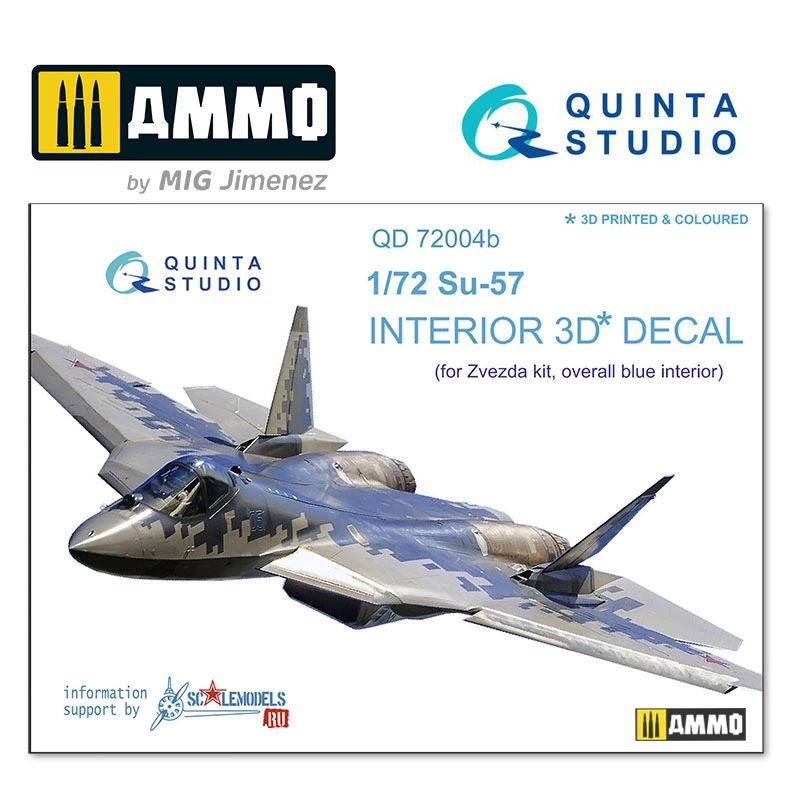 AMMO
by MIG Jimenez
QUINTA
STUDIO
* 3D PRINTED & COLOURED
QD 72004b
QUINTA
STUDIO
1/72 Su-57
INTERIOR 3D* DECAL
(for Zvezda kit, overall blue interior)
information
support by
SCALEMODELS
RU
AMMO